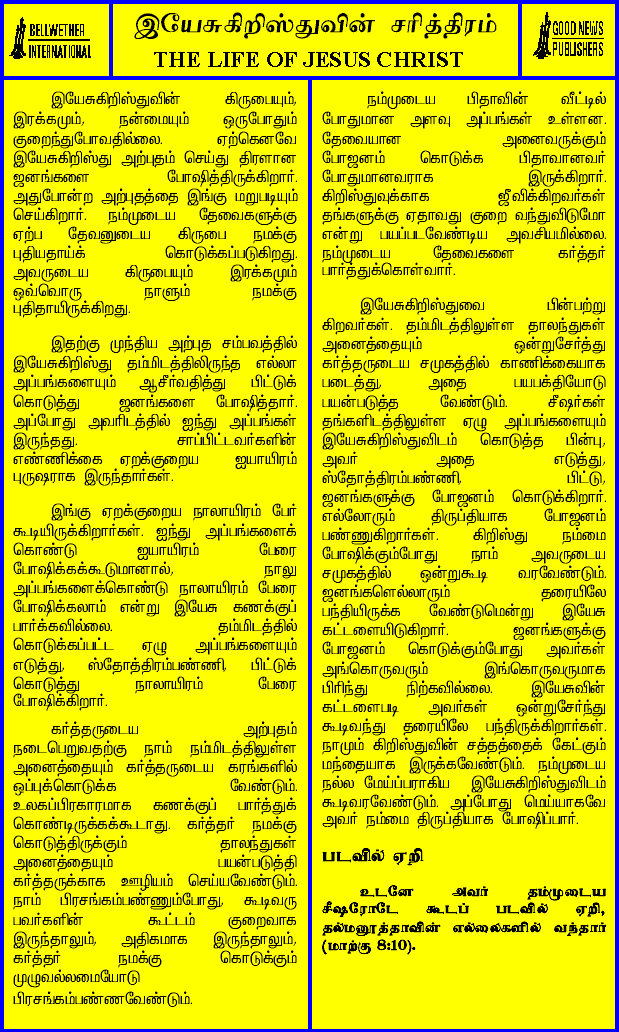 BELLWETHER
INTERNATIONAL
இயேசுகிறிஸ்துவின் சரித்திரம்
THE LIFE OF JESUS CHRIST
GOOD NEWS
PUBLISHERS
இயேசுகிறிஸ்துவின் கிருபையும்,
இரக்கமும், நன்மையும் ஒருபோதும்
குறைந்துபோவதில்லை. ஏற்கெனவே
இயேசுகிறிஸ்து அற்புதம் செய்து திரளான
ஜனங்களை போஷித்திருக்கிறார்.
அதுபோன்ற அற்புதத்தை இங்கு மறுபடியும்
செய்கிறார். நம்முடைய தேவைகளுக்கு
ஏற்ப தேவனுடைய கிருபை நமக்கு
புதியதாய்க் கொடுக்கப்படுகிறது.
அவருடைய கிருபையும் இரக்கமும்
ஒவ்வொரு நாளும் நமக்கு
புதிதாயிருக்கிறது.
இதற்கு முந்திய அற்புத சம்பவத்தில்
இயேசுகிறிஸ்து தம்மிடத்திலிருந்த எல்லா
அப்பங்களையும் ஆசீர்வதித்து பிட்டுக்
கொடுத்து ஜனங்களை போஷித்தார்.
அப்போது அவரிடத்தில் ஐந்து அப்பங்கள்
இருந்தது. சாப்பிட்டவர்களின்
எண்ணிக்கை ஏறக்குறைய ஐயாயிரம்
புருஷராக இருந்தார்கள்.
இங்கு ஏறக்குறைய நாலாயிரம் பேர்
கூடியிருக்கிறார்கள். ஐந்து அப்பங்களைக்
கொண்டு ஐயாயிரம் பேரை
போஷிக்கக்கூடுமானால், நாலு
அப்பங்களைக்கொண்டு நாலாயிரம் பேரை
போஷிக்கலாம் என்று இயேசு கணக்குப்
பார்க்கவில்லை. தம்மிடத்தில்
கொடுக்கப்பட்ட ஏழு அப்பங்களையும்
எடுத்து, ஸ்தோத்திரம்பண்ணி, பிட்டுக்
கொடுத்து நாலாயிரம் பேரை
போஷிக்கிறார்.
கர்த்தருடைய அற்புதம்
நடைபெறுவதற்கு நாம் நம்மிடத்திலுள்ள
அனைத்தையும் கர்த்தருடைய கரங்களில்
ஒப்புக்கொடுக்க வேண்டும்.
உலகப்பிரகாரமாக கணக்குப் பார்த்துக்
கொண்டிருக்கக்கூடாது. கர்த்தர் நமக்கு
கொடுத்திருக்கும் தாலந்துகள்
அனைத்தையும் பயன்படுத்தி
கர்த்தருக்காக ஊழியம் செய்யவேண்டும்.
நாம் பிரசங்கம்பண்ணும்போது, கூடிவரு
பவர்களின் கூட்டம் குறைவாக
இருந்தாலும், அதிகமாக இருந்தாலும்,
கர்த்தர் நமக்கு கொடுக்கும்
முழுவல்லமையோடு
பிரசங்கம்பண்ணவேண்டும்.
நம்முடைய பிதாவின் வீட்டில்
போதுமான அளவு அப்பங்கள் உள்ளன.
தேவையான அனைவருக்கும்
போஜனம் கொடுக்க பிதாவானவர்
போதுமானவராக இருக்கிறார்.
கிறிஸ்துவுக்காக ஜீவிக்கிறவர்கள்
தங்களுக்கு ஏதாவது குறை வந்துவிடுமோ
என்று பயப்படவேண்டிய அவசியமில்லை.
நம்முடைய தேவைகளை கர்த்தர்
பார்த்துக்கொள்வார்.
இயேசுகிறிஸ்துவை பின்பற்று
கிறவர்கள். தம்மிடத்திலுள்ள தாலந்துகள்
அனைத்தையும் ஒன்றுசேர்த்து
கர்த்தருடைய சமுகத்தில் காணிக்கையாக
படைத்து, அதை பயபக்தியோடு
பயன்படுத்த வேண்டும். சீஷர்கள்
தங்களிடத்திலுள்ள ஏழு அப்பங்களையும்
இயேசுகிறிஸ்துவிடம் கொடுத்த பின்பு,
அவர் அதை எடுத்து,
ஸ்தோத்திரம்பண்ணி, பிட்டு,
ஜனங்களுக்கு போஜனம் கொடுக்கிறார்.
எல்லோரும் திருப்தியாக போஜனம்
பண்ணுகிறார்கள். கிறிஸ்து நம்மை
போஷிக்கும்போது நாம் அவருடைய
சமுகத்தில் ஒன்றுகூடி வரவேண்டும்.
ஜனங்களெல்லாரும் தரையிலே
பந்தியிருக்க வேண்டுமென்று இயேசு
கட்டளையிடுகிறார். ஜனங்களுக்கு
போஜனம் கொடுக்கும்போது அவர்கள்
அங்கொருவரும் இங்கொருவருமாக
பிரிந்து நிற்கவில்லை. இயேசுவின்
கட்டளைபடி அவர்கள் ஒன்றுசேர்ந்து
கூடிவந்து தரையிலே பந்திருக்கிறார்கள்.
நாமும் கிறிஸ்துவின் சத்தத்தைக் கேட்கும்
மந்தையாக இருக்கவேண்டும். நம்முடைய
நல்ல மேய்ப்பராகிய இயேசுகிறிஸ்துவிடம்
கூடிவரவேண்டும். அப்போது மெய்யாகவே
அவர் நம்மை திருப்தியாக போஷிப்பார்.
படவில் ஏறி
உடனே அவர் தம்முடைய
சீஷரோடே கூடப் படவில் ஏறி,
தல்மனூத்தாவின் எல்லைகளில் வந்தார்
(மாற்கு 8:10).